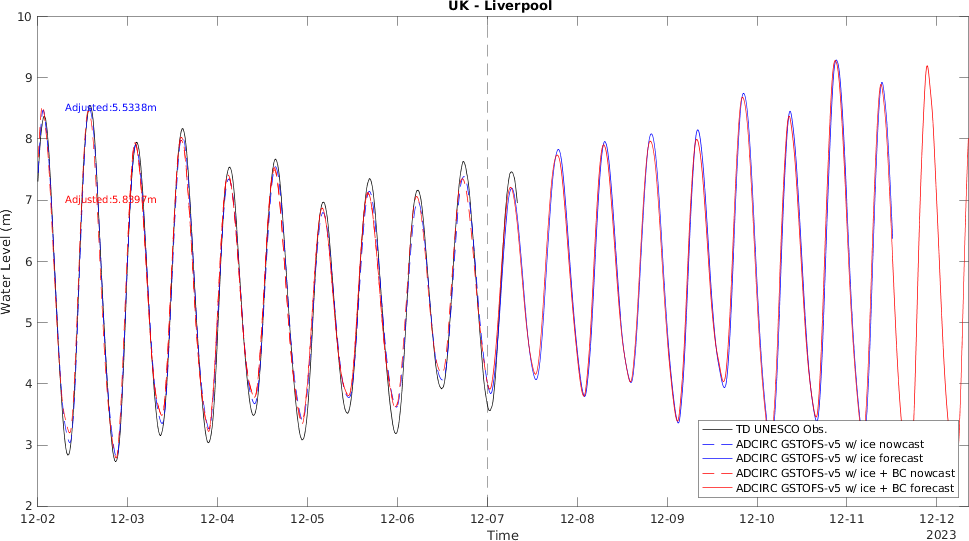 UK - Liverpool
10
9
8
7
6
5
4
3
2
Water Level (m)
Adjusted:5.5338m
Adjusted:5.8397m
TD UNESCO Obs.
ADCIRC GSTOFS-v5 w/ ice nowcast
ADCIRC GSTOFS-v5 w/ ice forecast
ADCIRC GSTOFS-v5 w/ ice + BC nowcast
ADCIRC GSTOFS-v5 w/ ice + BC forecast
12-02 12-03 12-04 12-05 12-06 12-07 12-08 12-09 12-10 12-11 12-12
Time
2023